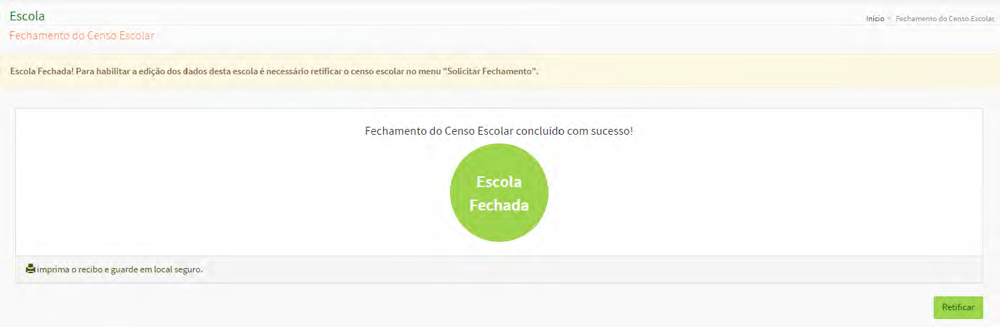 Escola
Início > Fechamento do Censo Escolar
Fechamento do Censo Escolar
Escola Fechada! Para habilitar a edição dos dados desta escola é necessário retificar o censo escolar no menu "Solicitar Fechamento".
Fechamento do Censo Escolar concluído com sucesso!
Escola
Fechada
imprima o recibo e guarde em local seguro.
Retificar